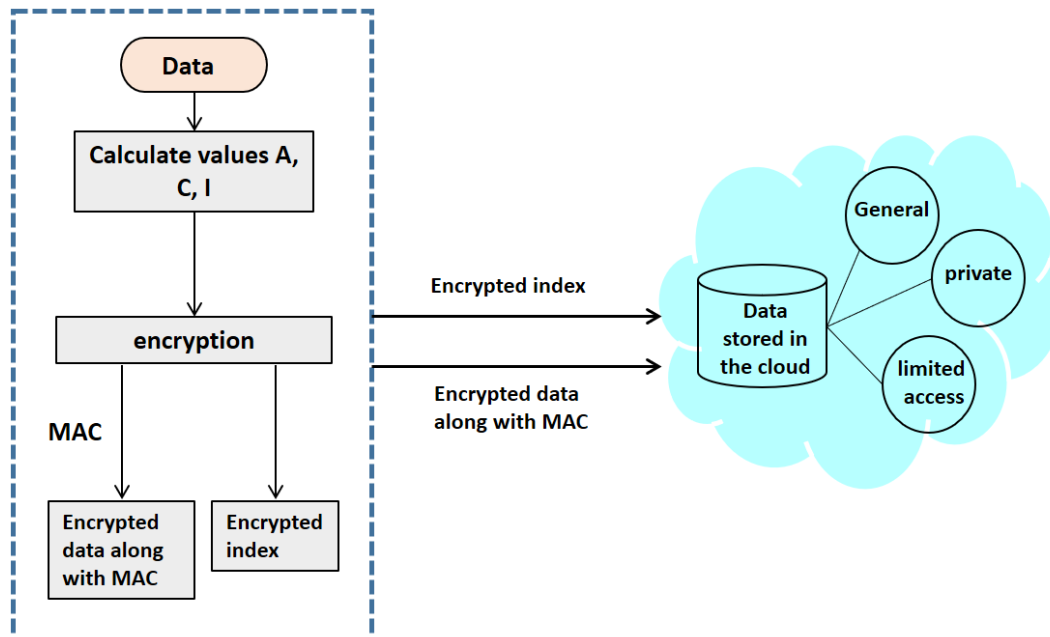 Data
Calculate values A,
C, I
encryption
MAC
Encrypted
data along
with MAC
Encrypted
index
Encrypted index
Encrypted data
along with MAC
Data
stored in
the cloud
General
private
limited
access